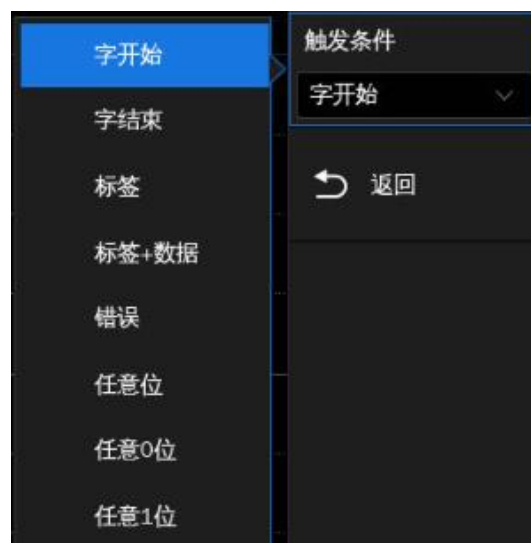 字开始
字结束
标签
标签+数据
错误
任意位
任意0位
任意1位
触发条件
字开始
返回